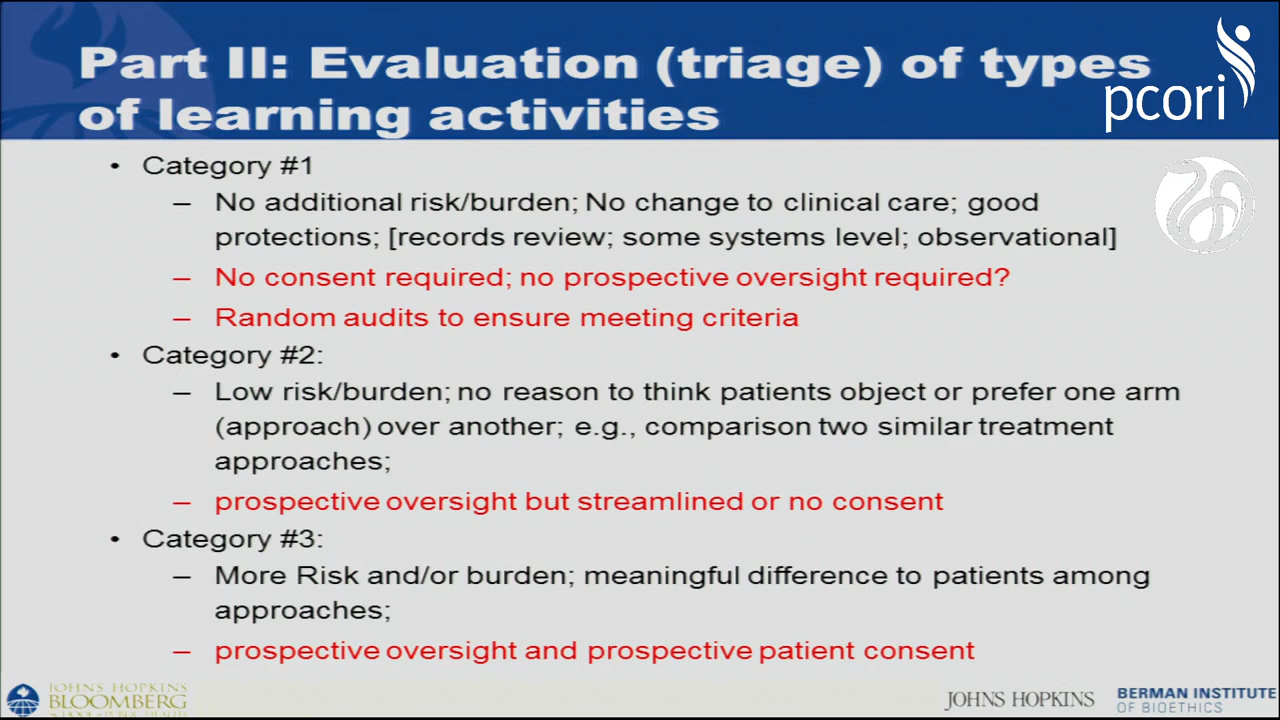 Part II: Evaluation (triage) of types
of learning activities
pcori
• Category #1
– No additional risk/burden; No change to clinical care; good
protections; [records review; some systems level; observational]
– No consent required; no prospective oversight required?
– Random audits to ensure meeting criteria
• Category #2:
– Low risk/burden; no reason to think patients object or prefer one arm
(approach) over another; e.g., comparison two similar treatment
approaches;
– prospective oversight but streamlined or no consent
• Category #3:
– More Risk and/or burden; meaningful difference to patients among
approaches;
– prospective oversight and prospective patient consent
JOHNS HOPKINS
BLOOMBERG
SCHOOL of PUBLIC HEALTH
JOHNS HOPKINS
BERMAN INSTITUTE
OF BIOETHICS